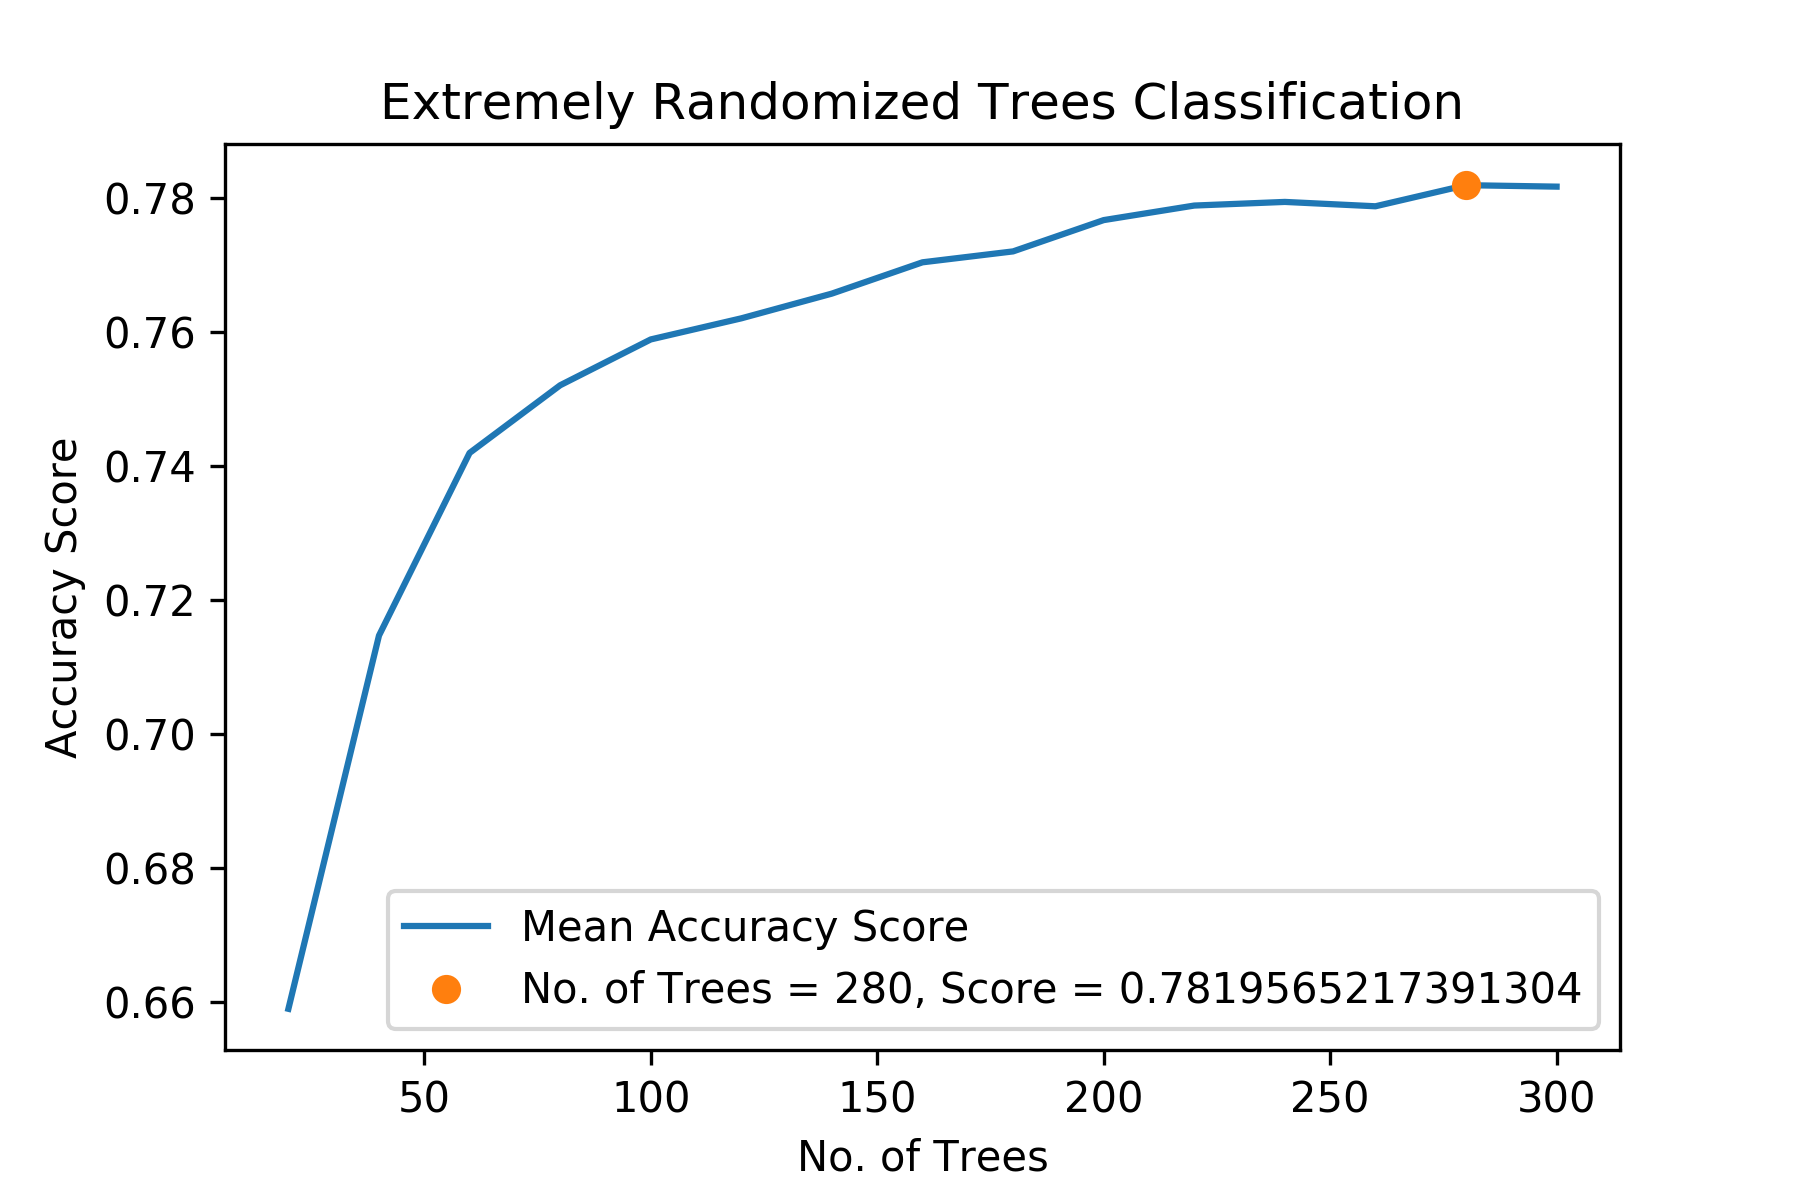 Extremely Randomized Trees Classification
0.78
0.76
0.74
0.72
0.70
0.68
0.66
Accuracy Score
Mean Accuracy Score
No. of Trees = 280, Score = 0.7819565217391304
50 100 150 200 250 300
No. of Trees